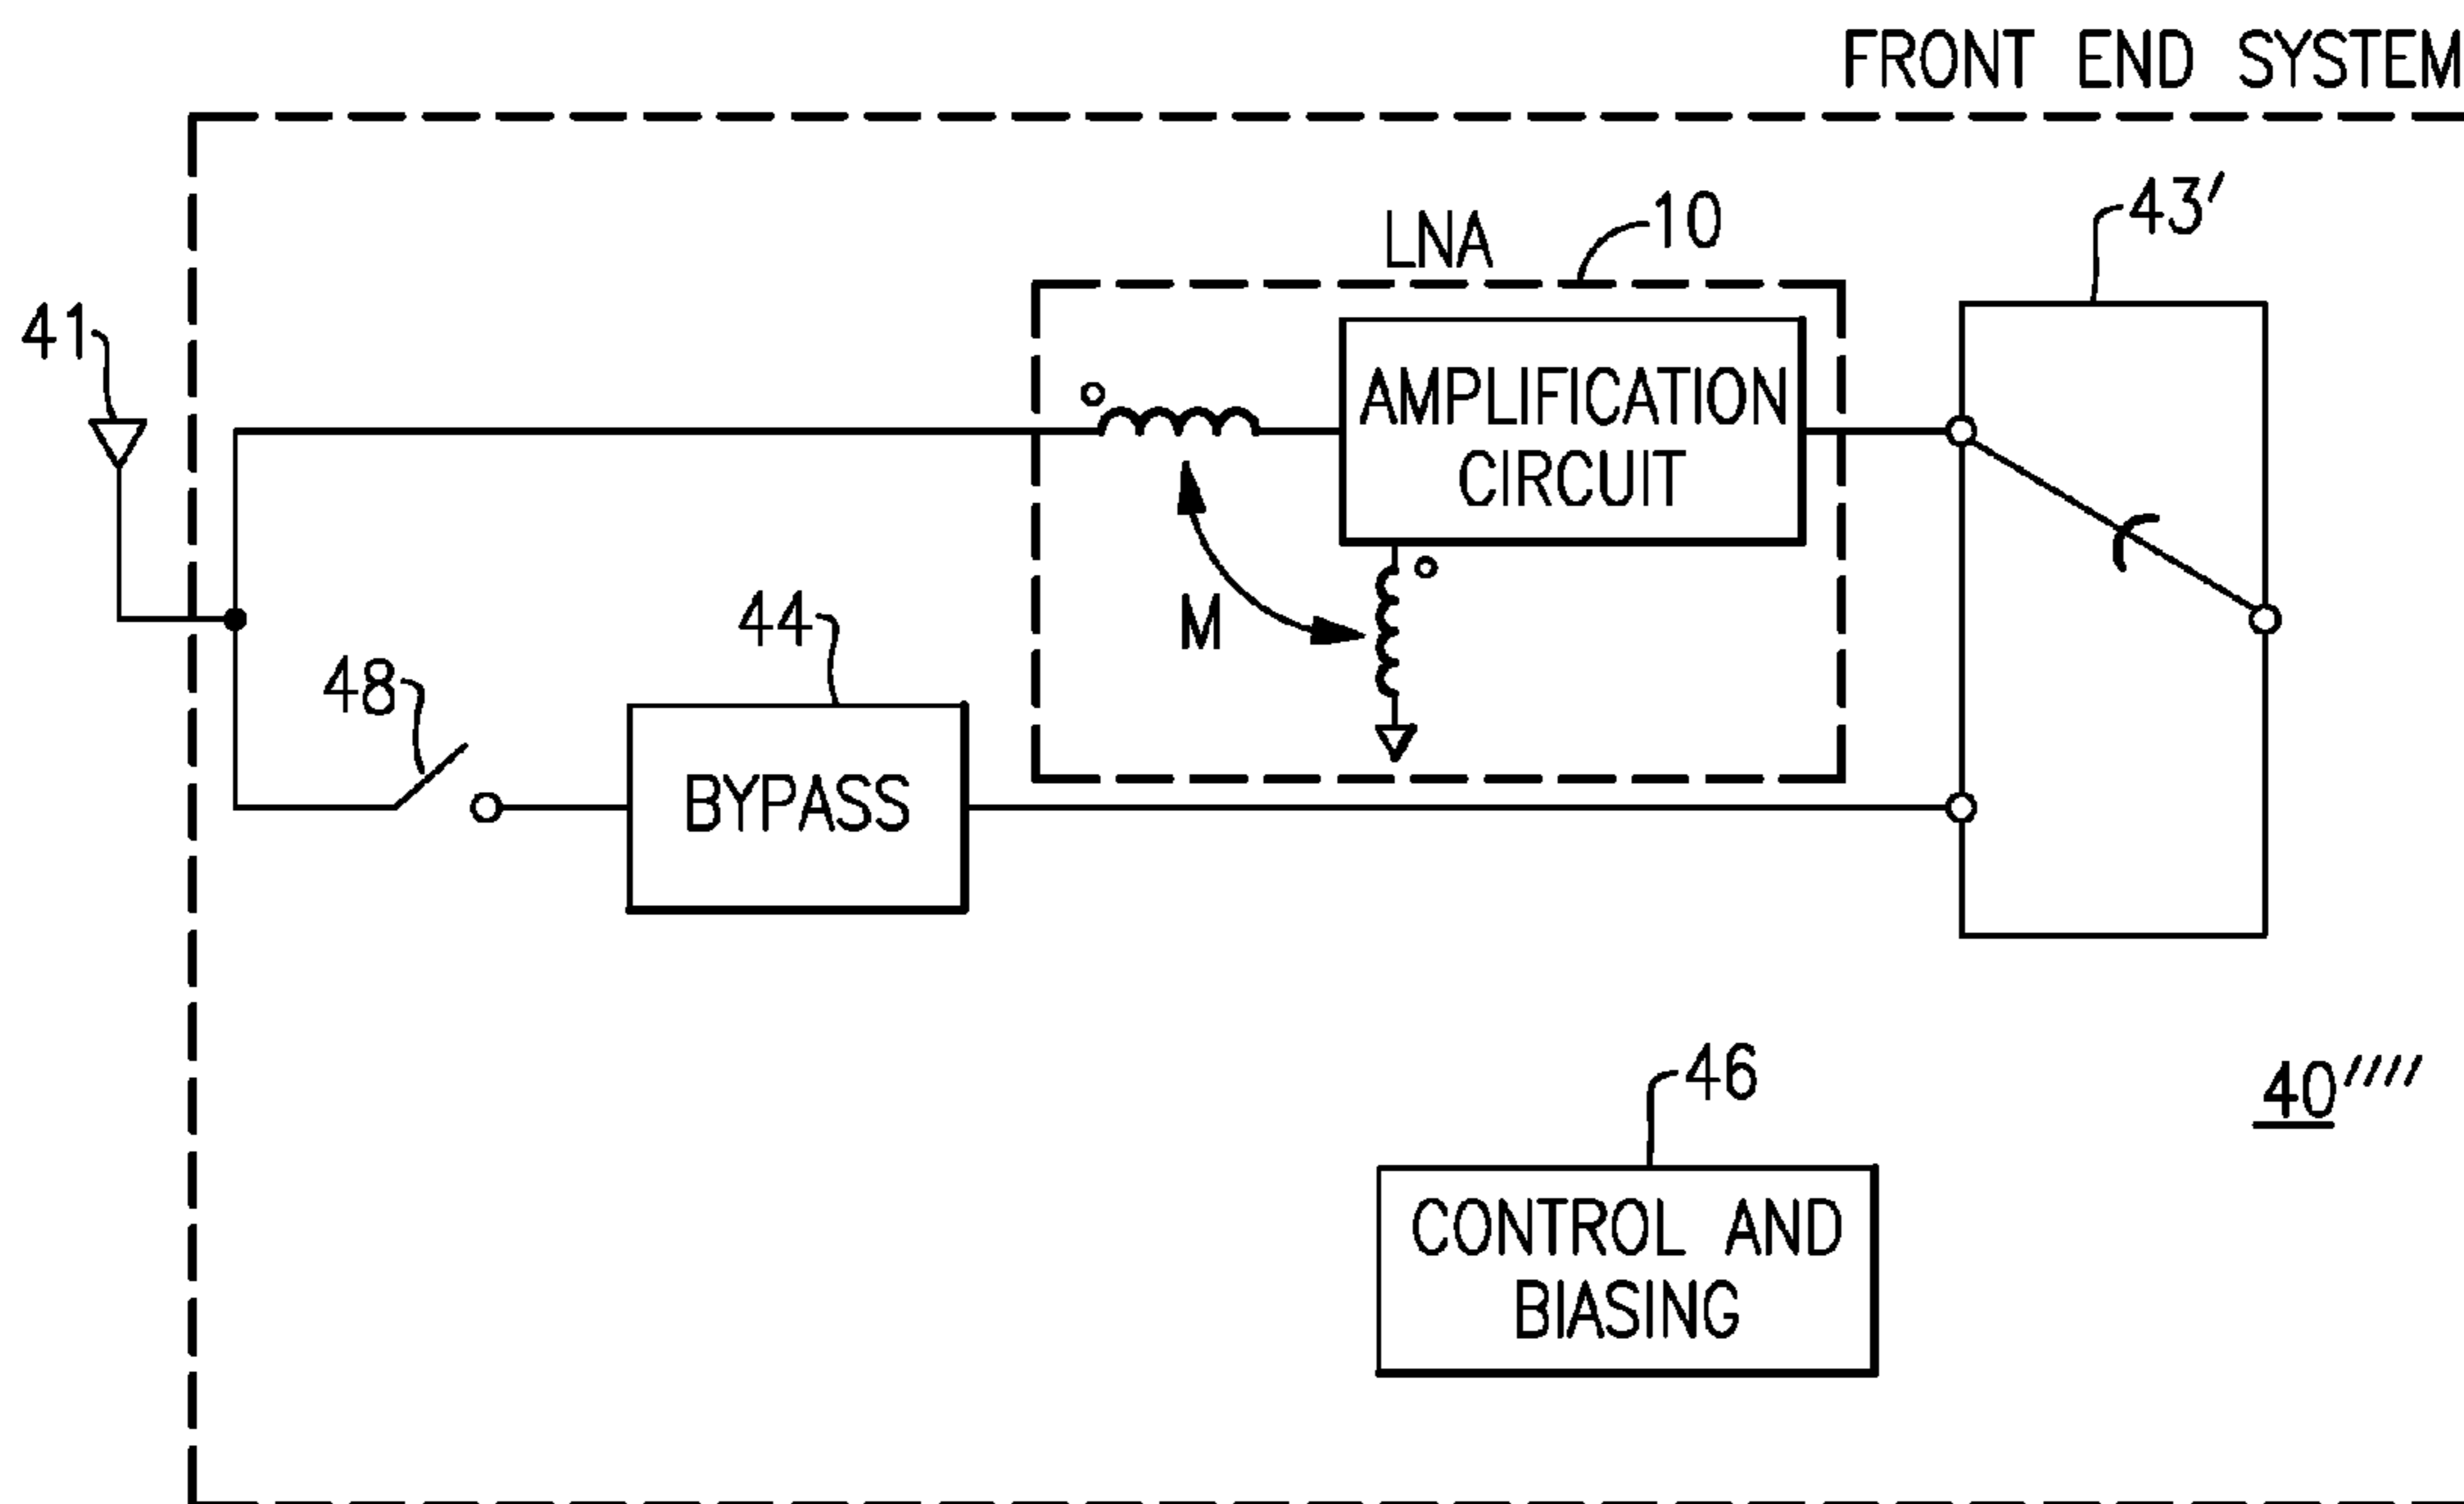 FRONT END SYSTEM
43'
10
LNA
41
AMPLIFICATION
CIRCUIT
M
44
48
BYPASS
46
40''''
CONTROL AND
BIASING